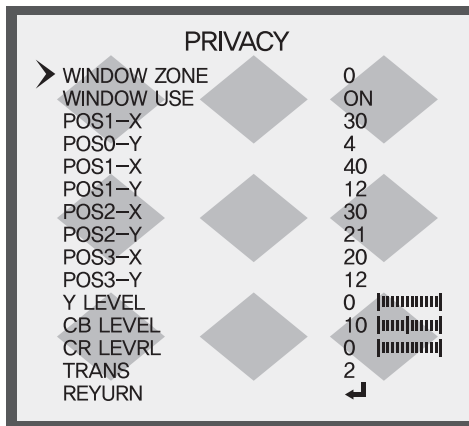 PRIVACY
WINDOW ZONE 0
WINDOW USE ON
POS1-X 30
POS0-Y 4
POS1-X 40
POS1-Y 12
POS2-X 30
POS2-Y 21
POS3-X 20
POS3-Y 12
Y LEVEL 0
CB LEVEL 10
CR LEVRL 0
TRANS 2
REYURN